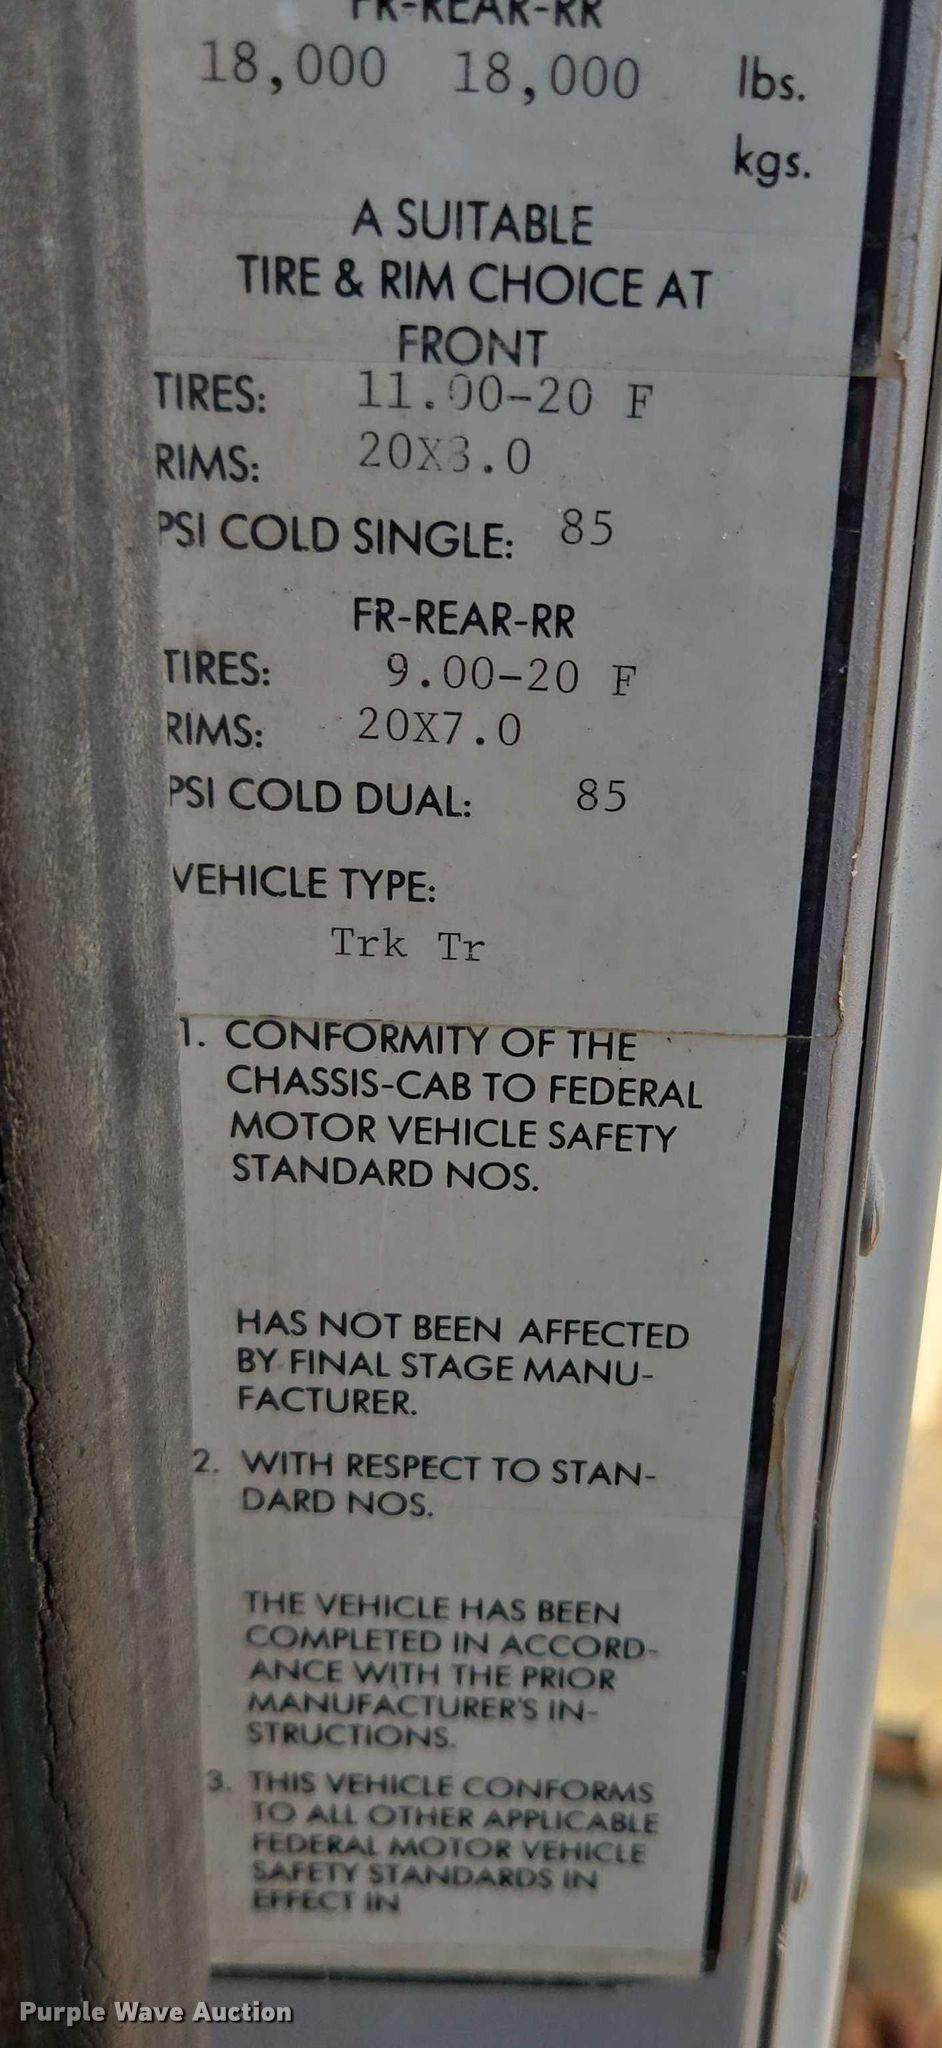 FR-REAR-RR
18,000 18,000 lbs.
kgs.
A SUITABLE
TIRE & RIM CHOICE AT
FRONT
TIRES: 11.00-20 F
RIMS: 20X3.0
PSI COLD SINGLE: 85
FR-REAR-RR
TIRES: 9.00-20 F
RIMS: 20X7.0
PSI COLD DUAL: 85
VEHICLE TYPE:
Trk Tr
1. CONFORMITY OF THE
CHASSIS-CAB TO FEDERAL
MOTOR VEHICLE SAFETY
STANDARD NOS.
HAS NOT BEEN AFFECTED
BY FINAL STAGE MANU-
FACTURER.
2. WITH RESPECT TO STAN-
DARD NOS.
THE VEHICLE HAS BEEN
COMPLETED IN ACCORD-
ANCE WITH THE PRIOR
MANUFACTURER'S IN-
STRUCTIONS.
3. THIS VEHICLE CONFORMS
TO ALL OTHER APPLICABLE
FEDERAL MOTOR VEHICLE
SAFETY STANDARDS IN
EFFECT IN
Purple Wave Auction